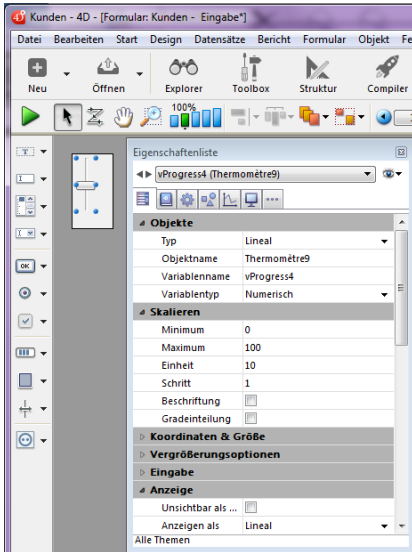 Kunden - 4D - [Formular: Kunden - Eingabe*]
Datei Bearbeiten Start Design Datensätze Bericht Formular Objekt Fe
Neu Öffnen Explorer Toolbox Struktur Compiler
100%
Eigenschaftenliste
vProgress4 (Thermomètre9)
Objekte
Typ Lineal
Objektname Thermomètre9
Variablenname vProgress4
Variablentyp Numerisch
Skalieren
Minimum 0
Maximum 100
Einheit 10
Schritt 1
Beschriftung
Gradeinteilung
OK
Koordinaten & Größe
Vergrößerungsoptionen
Eingabe
Anzeige
Unsichtbar als ...
Anzeigen als Lineal
Alle Themen